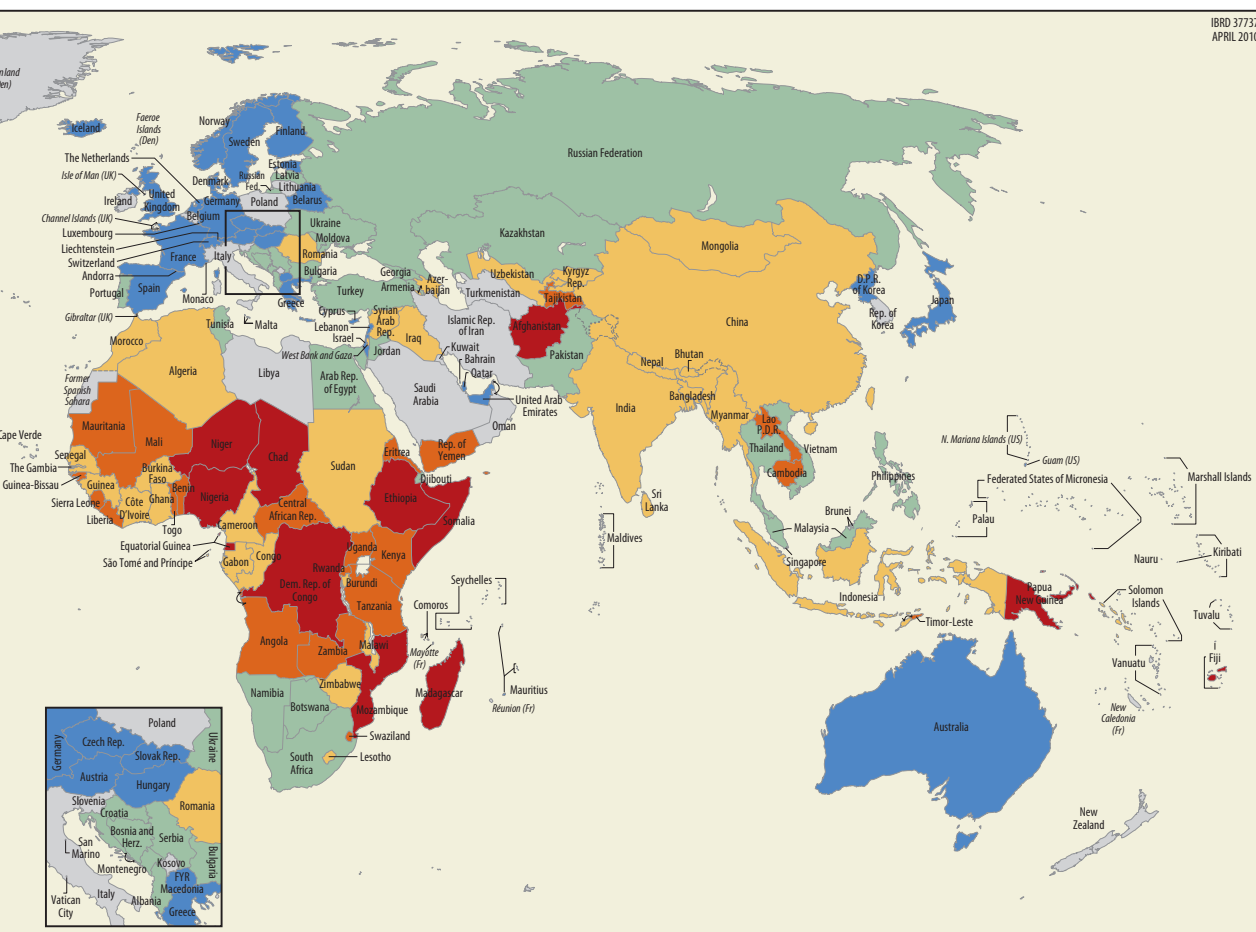 IBRD 37737
APRIL 2010
Faeroe
Islands
(Den)
Iceland
Norway
Sweden
Finland
Russian Federation
The Netherlands
Isle of Man (UK)
Estonia
Russian
Fed.
Latvia
Lithuania
Denmark
Ireland
United
Kingdom
Germany
Poland
Belarus
Channel Islands (UK)
Belgium
Luxembourg
Ukraine
Liechtenstein
Moldova
Switzerland
France
Italy
Romania
Andorra
Bulgaria
Portugal
Spain
Monaco
Greece
Gibraltar (UK)
Kazakhstan
Mongolia
Georgia
Armenia
Azer-
baijan
Uzbekistan
Kyrgyz
Rep.
Turkey
Turkmenistan
Tajikistan
D.P.R.
of Korea
Japan
Rep. of
Korea
China
Cyprus
Lebanon
Israel
West Bank and Gaza
Syrian
Arab
Rep.
Iraq
Islamic Rep.
of Iran
Afghanistan
Tunisia
Malta
Morocco
Jordan
Kuwait
Bahrain
Qatar
Pakistan
Nepal
Bhutan
Algeria
Libya
Arab Rep.
of Egypt
Saudi
Arabia
United Arab
Emirates
Oman
India
Bangladesh
Myanmar
Lao
P.D.R.
Former
Spanish
Sahara
Mauritania
Mali
Niger
Chad
Sudan
Eritrea
Rep. of
Yemen
Thailand
Vietnam
Cambodia
Philippines
N. Mariana Islands (US)
Guam (US)
Cape Verde
Senegal
The Gambia
Guinea-Bissau
Guinea
Burkina
Faso
Benin
Nigeria
Djibouti
Ethiopia
Somalia
Sri
Lanka
Federated States of Micronesia
Marshall Islands
Palau
Sierra Leone
Liberia
Côte
D'Ivoire
Ghana
Togo
Cameroon
Central
African Rep.
Maldives
Brunei
Malaysia
Singapore
Nauru
Kiribati
Equatorial Guinea
São Tomé and Príncipe
Gabon
Congo
Uganda
Kenya
Rwanda
Burundi
Dem. Rep. of
Congo
Tanzania
Seychelles
Comoros
Indonesia
Papua
New Guinea
Solomon
Islands
Timor-Leste
Tuvalu
Angola
Zambia
Malawi
Mayotte
(Fr)
Madagascar
Mauritius
Réunion (Fr)
Vanuatu
Fiji
New
Caledonia
(Fr)
Namibia
Zimbabwe
Botswana
Mozambique
Swaziland
South
Africa
Lesotho
Australia
New
Zealand
Poland
Germany
Czech Rep.
Ukraine
Slovak Rep.
Austria
Hungary
Slovenia
Romania
Croatia
Bosnia and
Herz.
Serbia
San
Marino
Montenegro
Kosovo
Bulgaria
FYR
Macedonia
Vatican
City
Italy
Albania
Greece